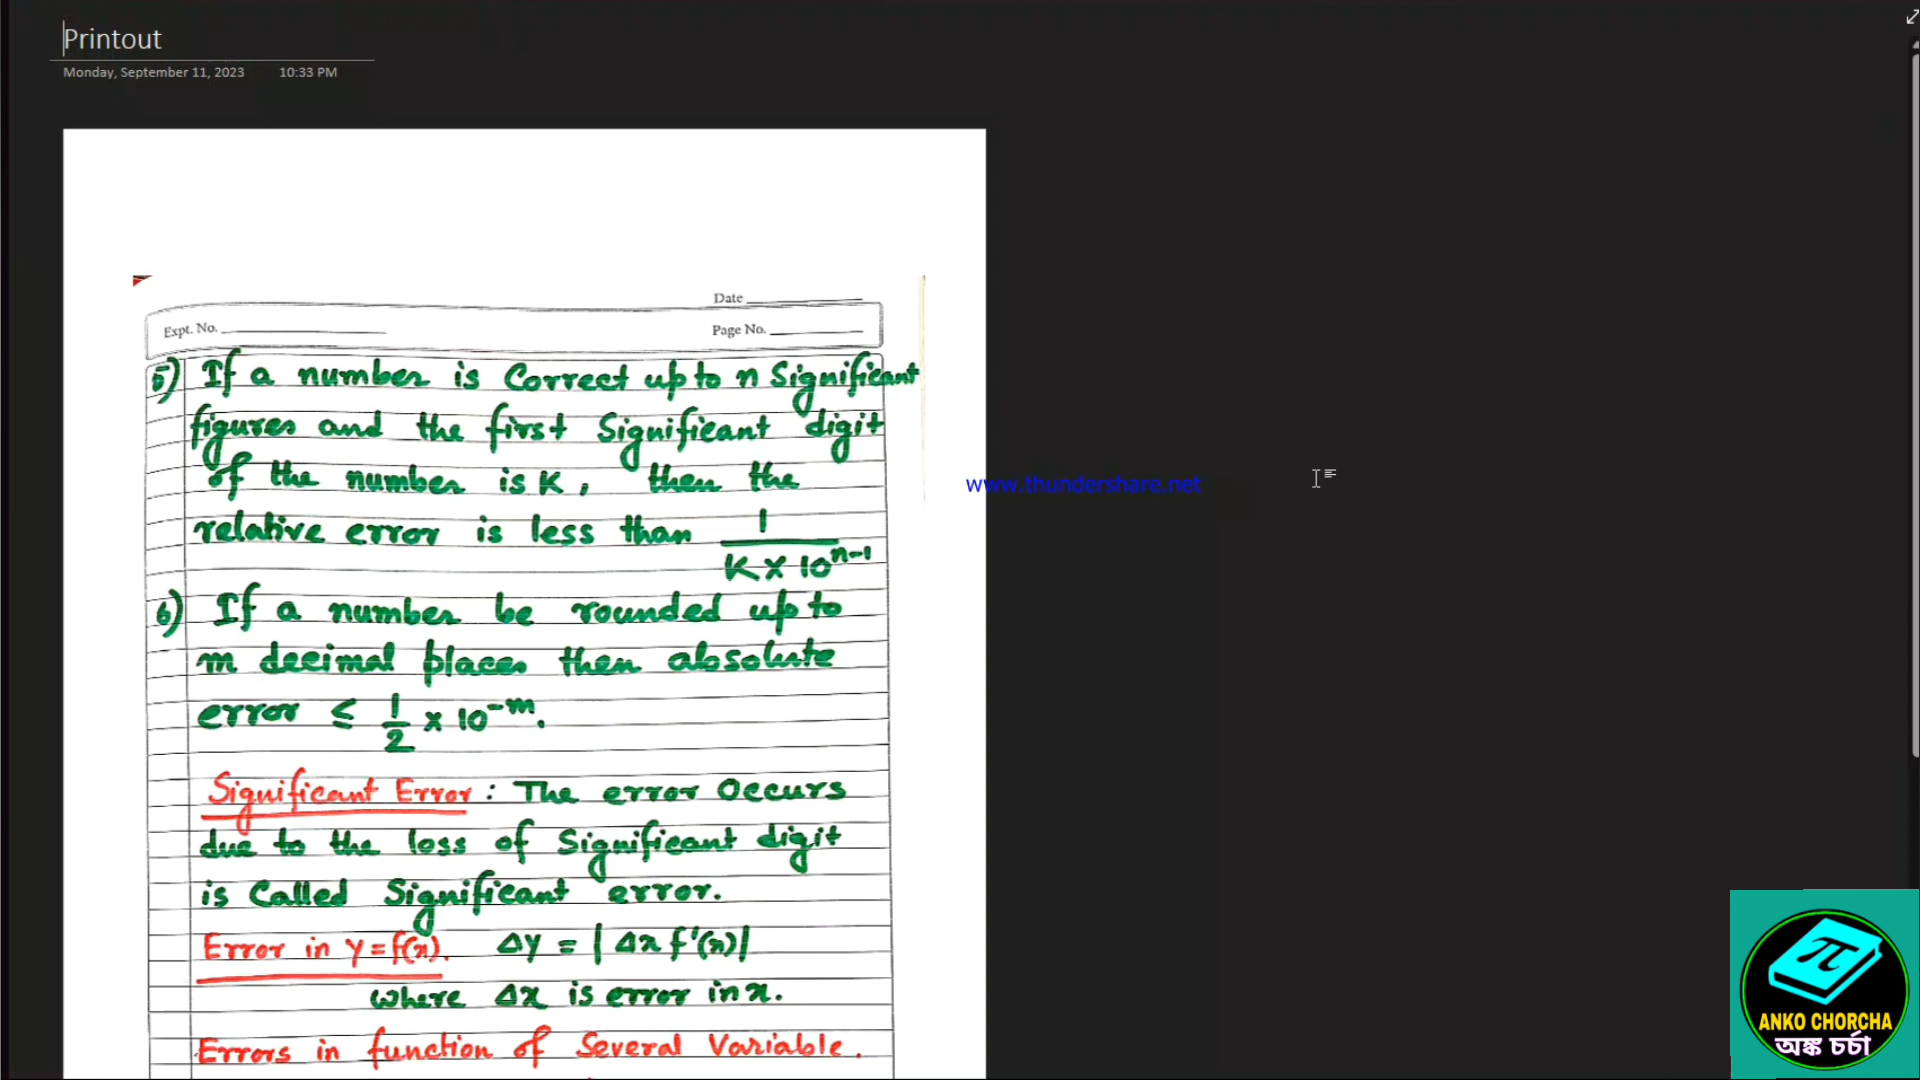 Printout
Monday, September 11, 2023 10:33 PM
Date
Expt. No. Page No.
5) If a number is correct up to n significant
figures and the first significant digit
of the number is K, then the
relative error is less than 1 / K × 10^n-1
6) If a number be rounded up to
m decimal places then absolute
error ≤ 1/2 × 10^-m.
Significant Error : The error occurs
due to the loss of significant digit
is called significant error.
Error in y = f(x). Δy = | Δx f'(x)|
where Δx is error in x.
Errors in function of Several Variable.
www.thundershare.net
π
ANKO CHORCHA
অঙ্ক চর্চা